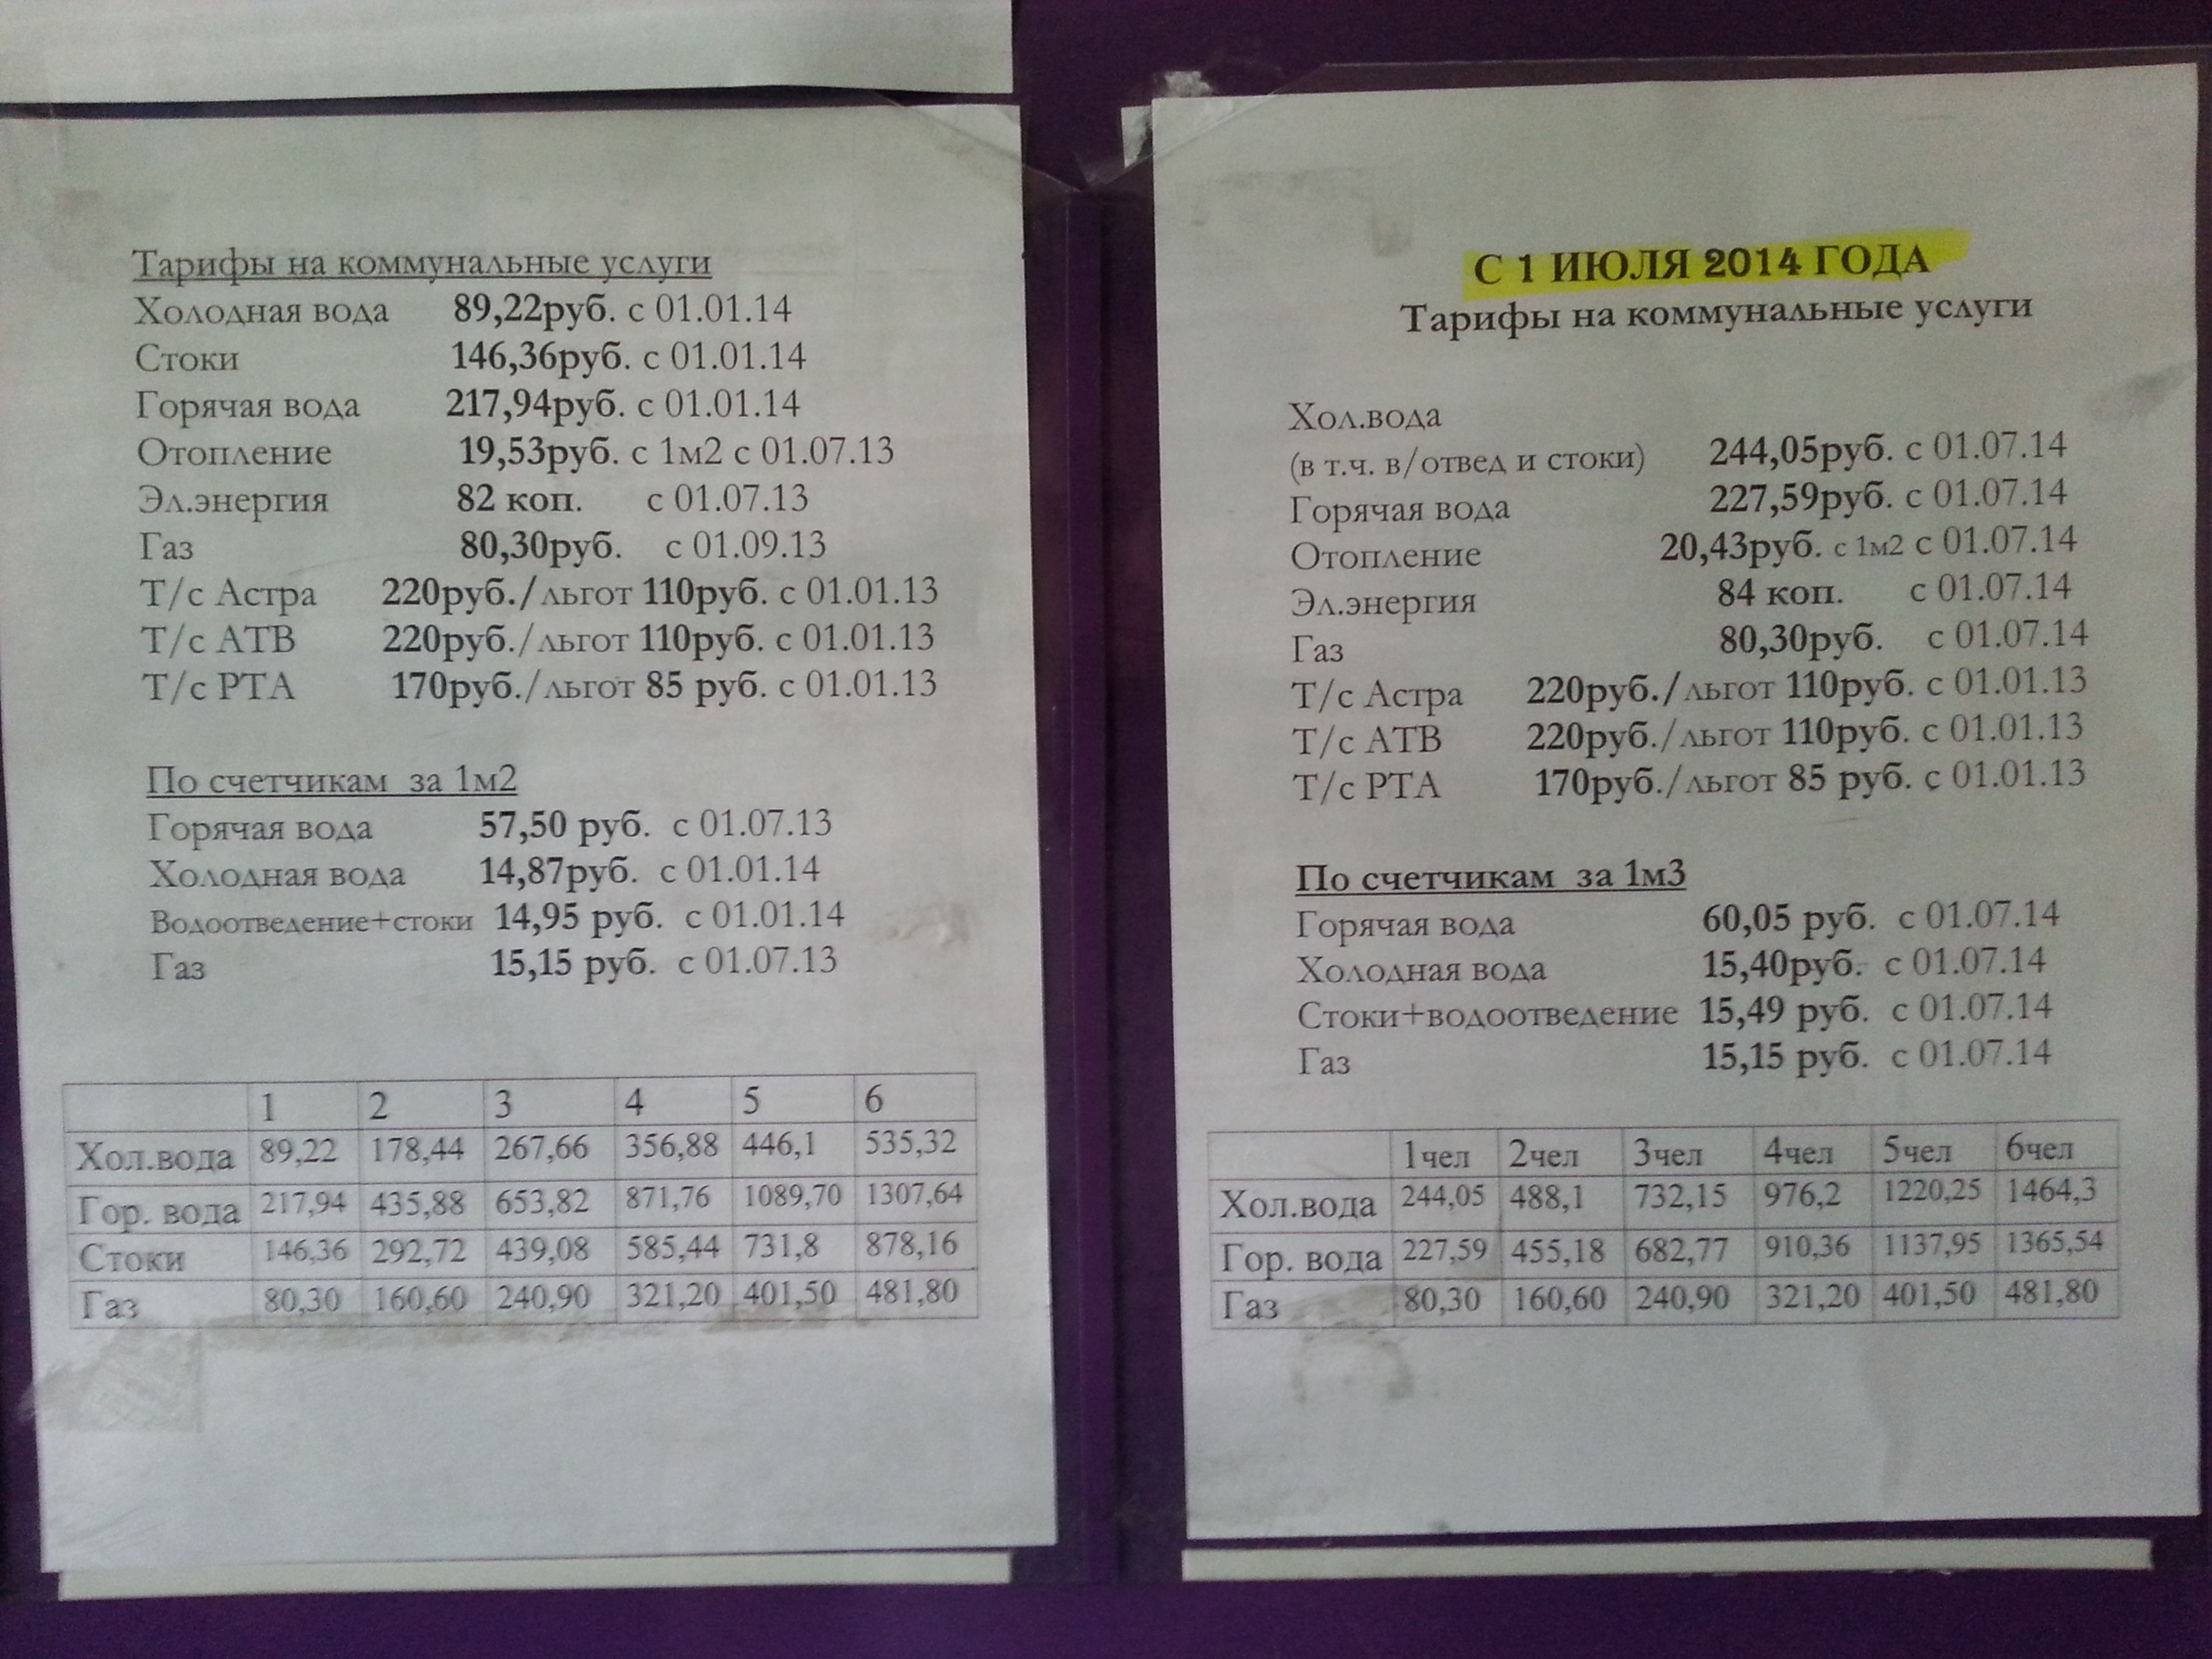 Тарифы на коммунальные услуги
Холодная вода 89,22руб. с 01.01.14
Стоки 146,36руб. с 01.01.14
Горячая вода 217,94руб. с 01.01.14
Отопление 19,53руб. с 1м2 с 01.07.13
Эл.энергия 82 коп. с 01.07.13
Газ 80,30руб. с 01.09.13
Т/с Астра 220руб./льгот 110руб. с 01.01.13
Т/с АТВ 220руб./льгот 110руб. с 01.01.13
Т/с РТА 170руб./льгот 85 руб. с 01.01.13
По счетчикам за 1м2
Горячая вода 57,50 руб. с 01.07.13
Холодная вода 14,87руб. с 01.01.14
Водоотведение+стоки 14,95 руб. с 01.01.14
Газ 15,15 руб. с 01.07.13
1 2 3 4 5 6
Хол.вода 89,22 178,44 267,66 356,88 446,1 535,32
Гор. вода 217,94 435,88 653,82 871,76 1089,70 1307,64
Стоки 146,36 292,72 439,08 585,44 731,8 878,16
Газ 80,30 160,60 240,90 321,20 401,50 481,80
С 1 ИЮЛЯ 2014 ГОДА
Тарифы на коммунальные услуги
Хол.вода
(в т.ч. в/отвед и стоки) 244,05руб. с 01.07.14
Горячая вода 227,59руб. с 01.07.14
Отопление 20,43руб. с 1м2 с 01.07.14
Эл.энергия 84 коп. с 01.07.14
Газ 80,30руб. с 01.07.14
Т/с Астра 220руб./льгот 110руб. с 01.01.13
Т/с АТВ 220руб./льгот 110руб. с 01.01.13
Т/с РТА 170руб./льгот 85 руб. с 01.01.13
По счетчикам за 1м3
Горячая вода 60,05 руб. с 01.07.14
Холодная вода 15,40руб. с 01.07.14
Стоки+водоотведение 15,49 руб. с 01.07.14
Газ 15,15 руб. с 01.07.14
1чел 2чел 3чел 4чел 5чел 6чел
Хол.вода 244,05 488,1 732,15 976,2 1220,25 1464,3
Гор. вода 227,59 455,18 682,77 910,36 1137,95 1365,54
Газ 80,30 160,60 240,90 321,20 401,50 481,80